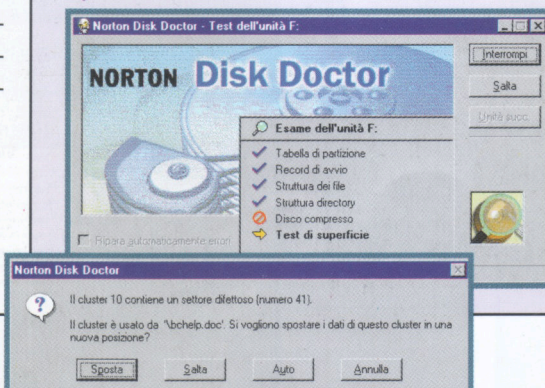 Norton Disk Doctor - Test dell'unità F:
NORTON Disk Doctor
Interrompi
Salta
Unità succ.
Esame dell'unità F:
Tabella di partizione
Record di avvio
Struttura dei file
Struttura directory
Disco compresso
Test di superficie
Ripara automaticamente errori
Norton Disk Doctor
Il cluster 10 contiene un settore difettoso (numero 41).
Il cluster è usato da '\bchelp.doc'. Si vogliono spostare i dati di questo cluster in una
nuova posizione?
Sposta Salta Auto Annulla